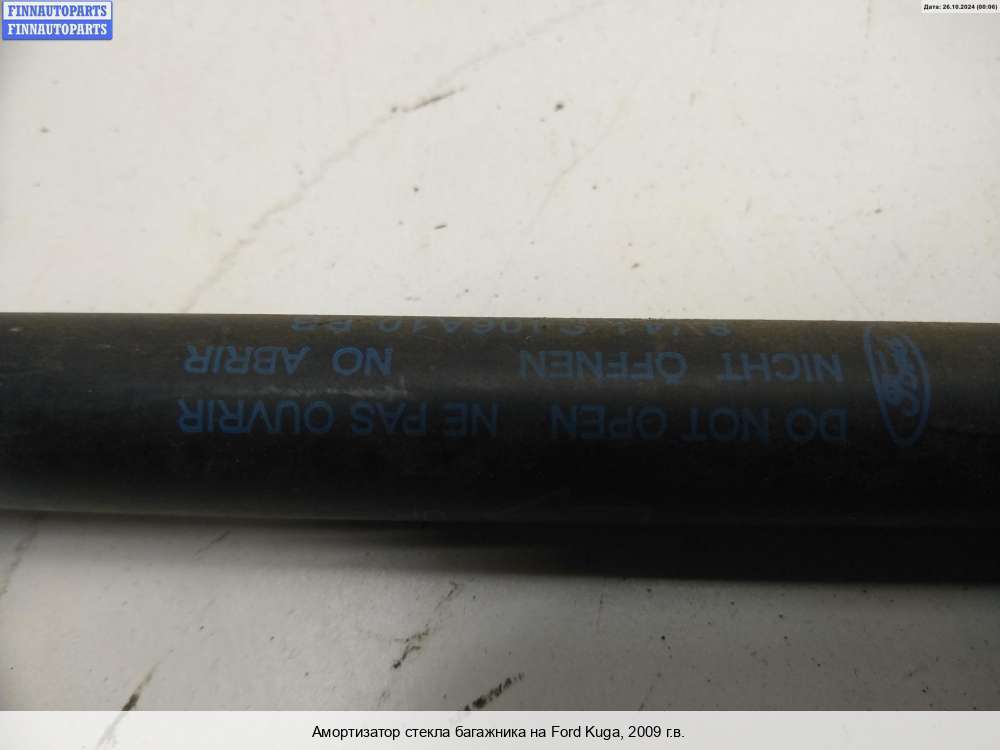 FINNAUTOPARTS
FINNAUTOPARTS
Дата: 26.10.2024 (00:06)
Ford
DO NOT OPEN NE PAS OUVRIR
NICHT ÖFFNEN NO ABRIR
Амортизатор стекла багажника на Ford Kuga, 2009 г.в.